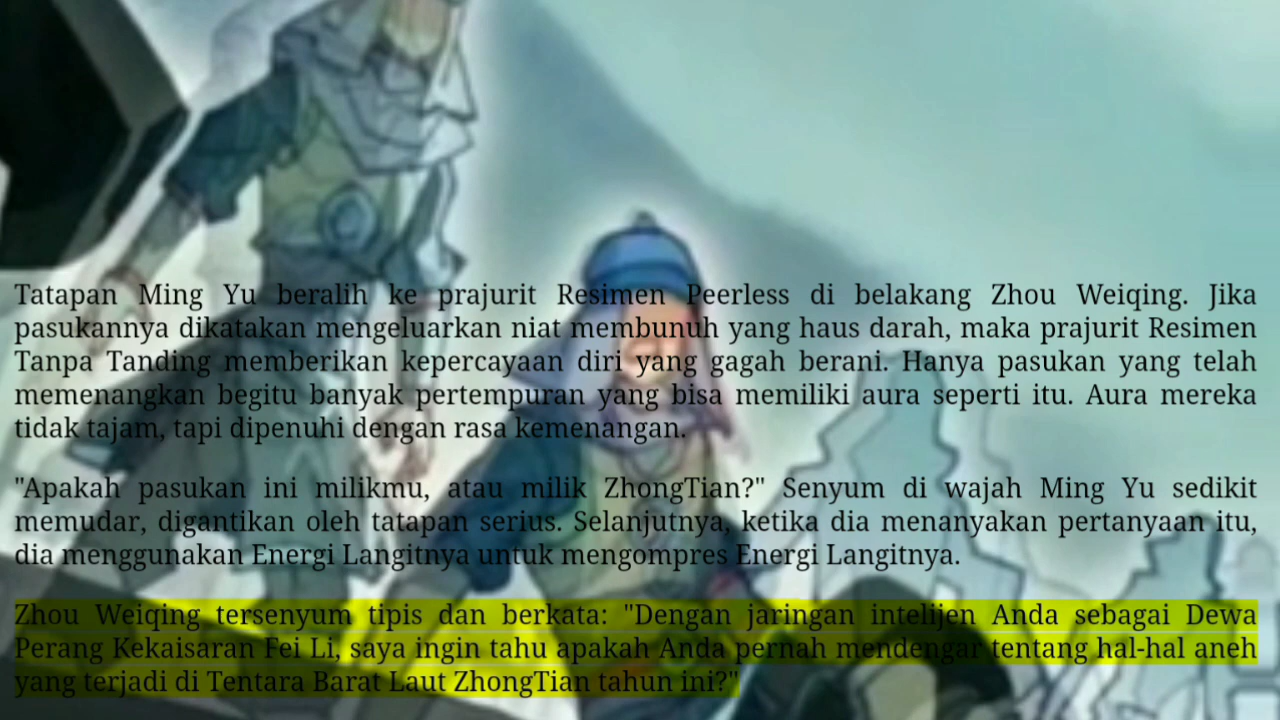 Tatapan Ming Yu beralih ke prajurit Resimen Peerless di belakang Zhou Weiqing. Jika
pasukannya dikatakan mengeluarkan niat membunuh yang haus darah, maka prajurit Resimen
Tanpa Tanding memberikan kepercayaan diri yang gagah berani. Hanya pasukan yang telah
memenangkan begitu banyak pertempuran yang bisa memiliki aura seperti itu. Aura mereka
tidak tajam, tapi dipenuhi dengan rasa kemenangan.
"Apakah pasukan ini milikmu, atau milik ZhongTian?" Senyum di wajah Ming Yu sedikit
memudar, digantikan oleh tatapan serius. Selanjutnya, ketika dia menanyakan pertanyaan itu,
dia menggunakan Energi Langitnya untuk mengompres Energi Langitnya.
Zhou Weiqing tersenyum tipis dan berkata: "Dengan jaringan intelijen Anda sebagai Dewa
Perang Kekaisaran Fei Li, saya ingin tahu apakah Anda pernah mendengar tentang hal-hal aneh
yang terjadi di Tentara Barat Laut ZhongTian tahun ini?"